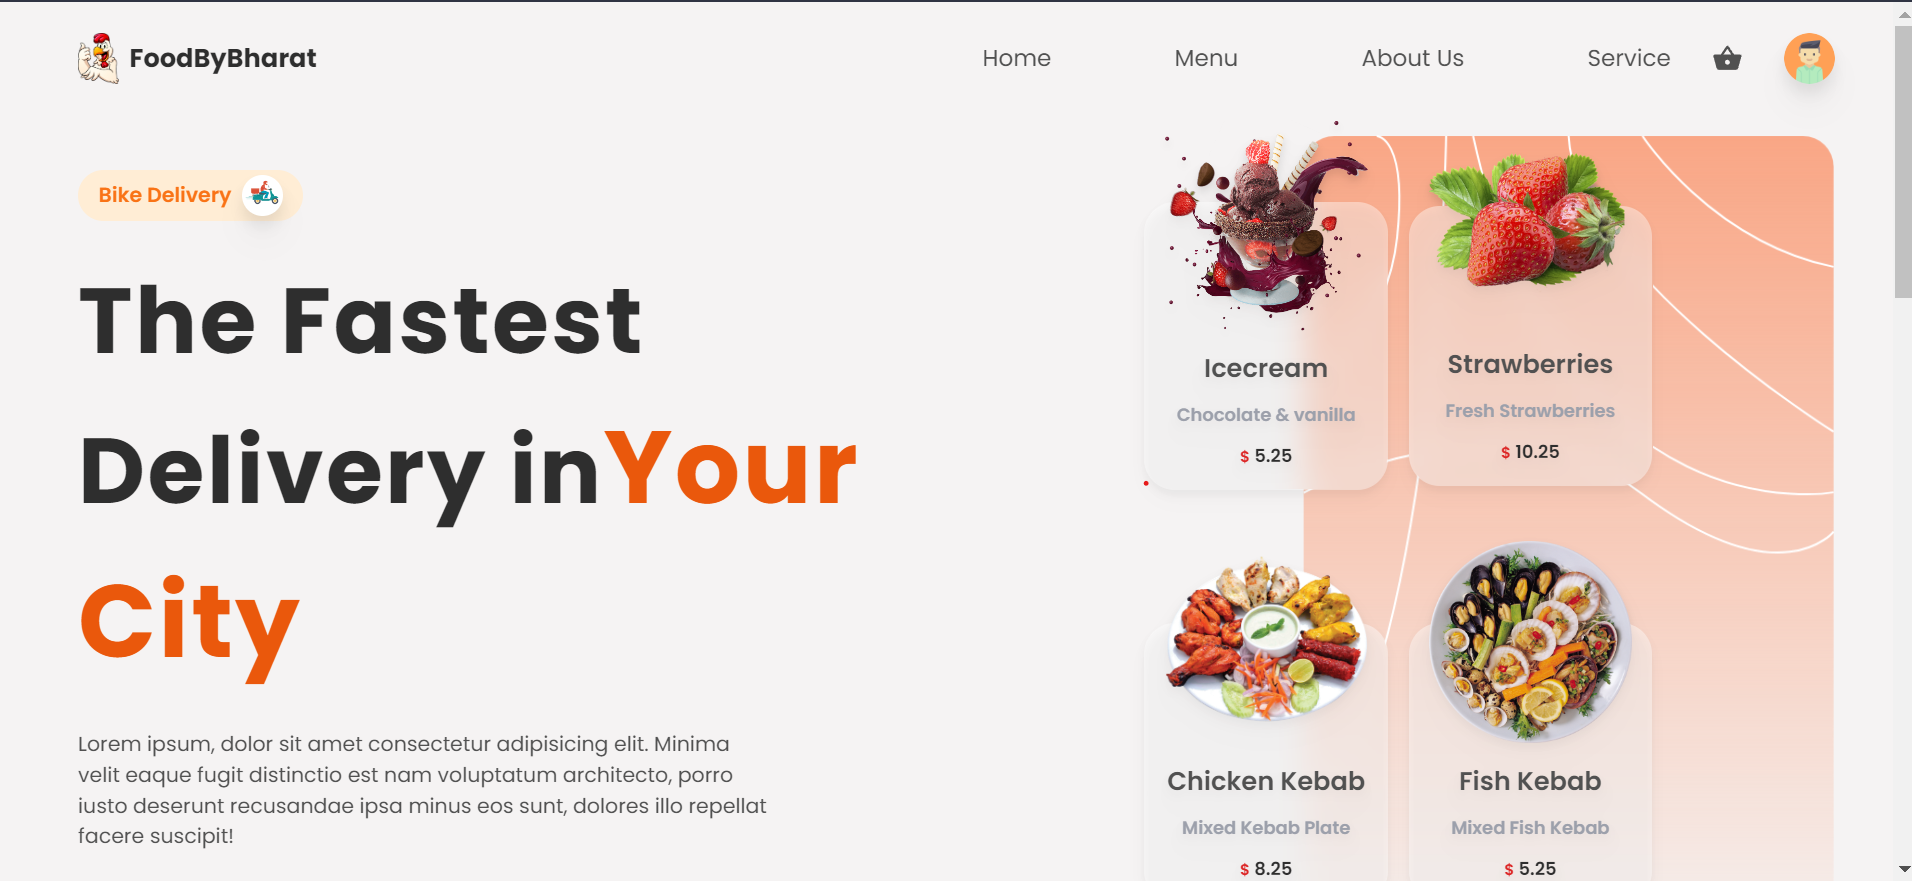 FoodByBharat
Home
Menu
About Us
Service
Bike Delivery
The Fastest
Delivery inYour
City
Lorem ipsum, dolor sit amet consectetur adipisicing elit. Minima
velit eaque fugit distinctio est nam voluptatum architecto, porro
iusto deserunt recusandae ipsa minus eos sunt, dolores illo repellat
facere suscipit!
Icecream
Chocolate & vanilla
$ 5.25
Strawberries
Fresh Strawberries
$ 10.25
Chicken Kebab
Mixed Kebab Plate
$ 8.25
Fish Kebab
Mixed Fish Kebab
$ 5.25